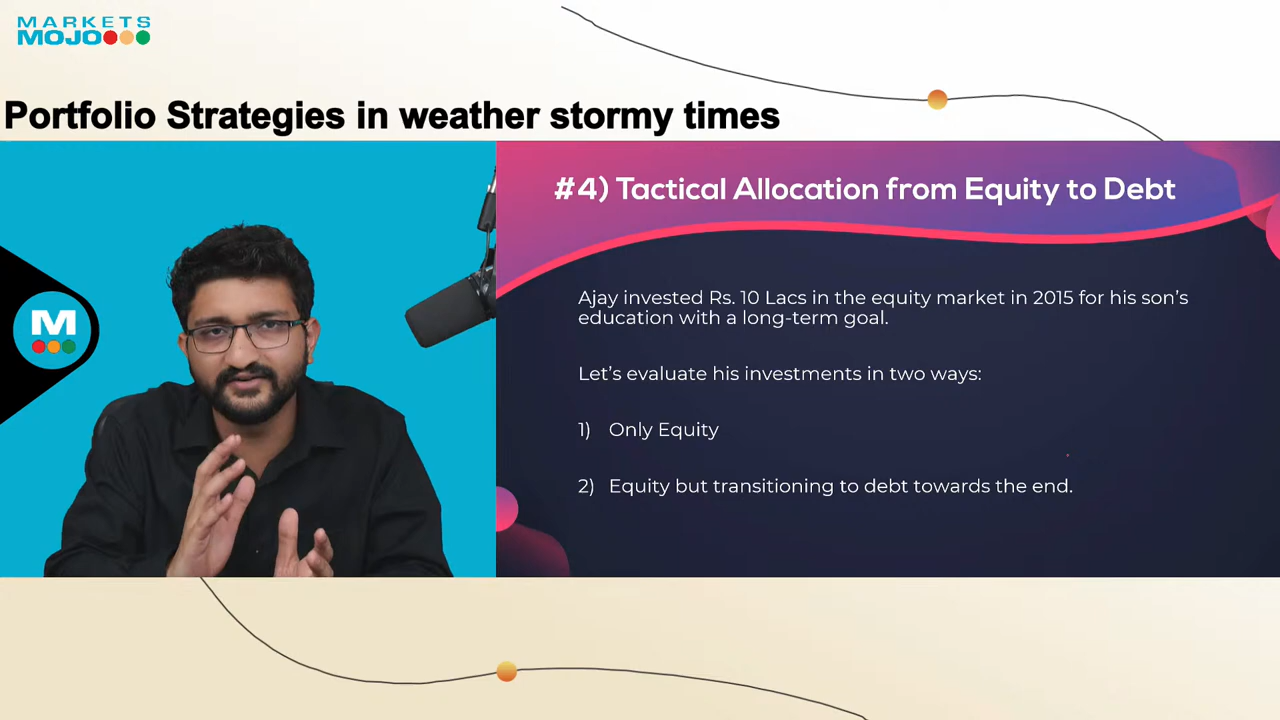 MARKETS
MOJO
Portfolio Strategies in weather stormy times
M
#4) Tactical Allocation from Equity to Debt
Ajay invested Rs. 10 Lacs in the equity market in 2015 for his son’s
education with a long-term goal.
Let’s evaluate his investments in two ways:
1) Only Equity
2) Equity but transitioning to debt towards the end.